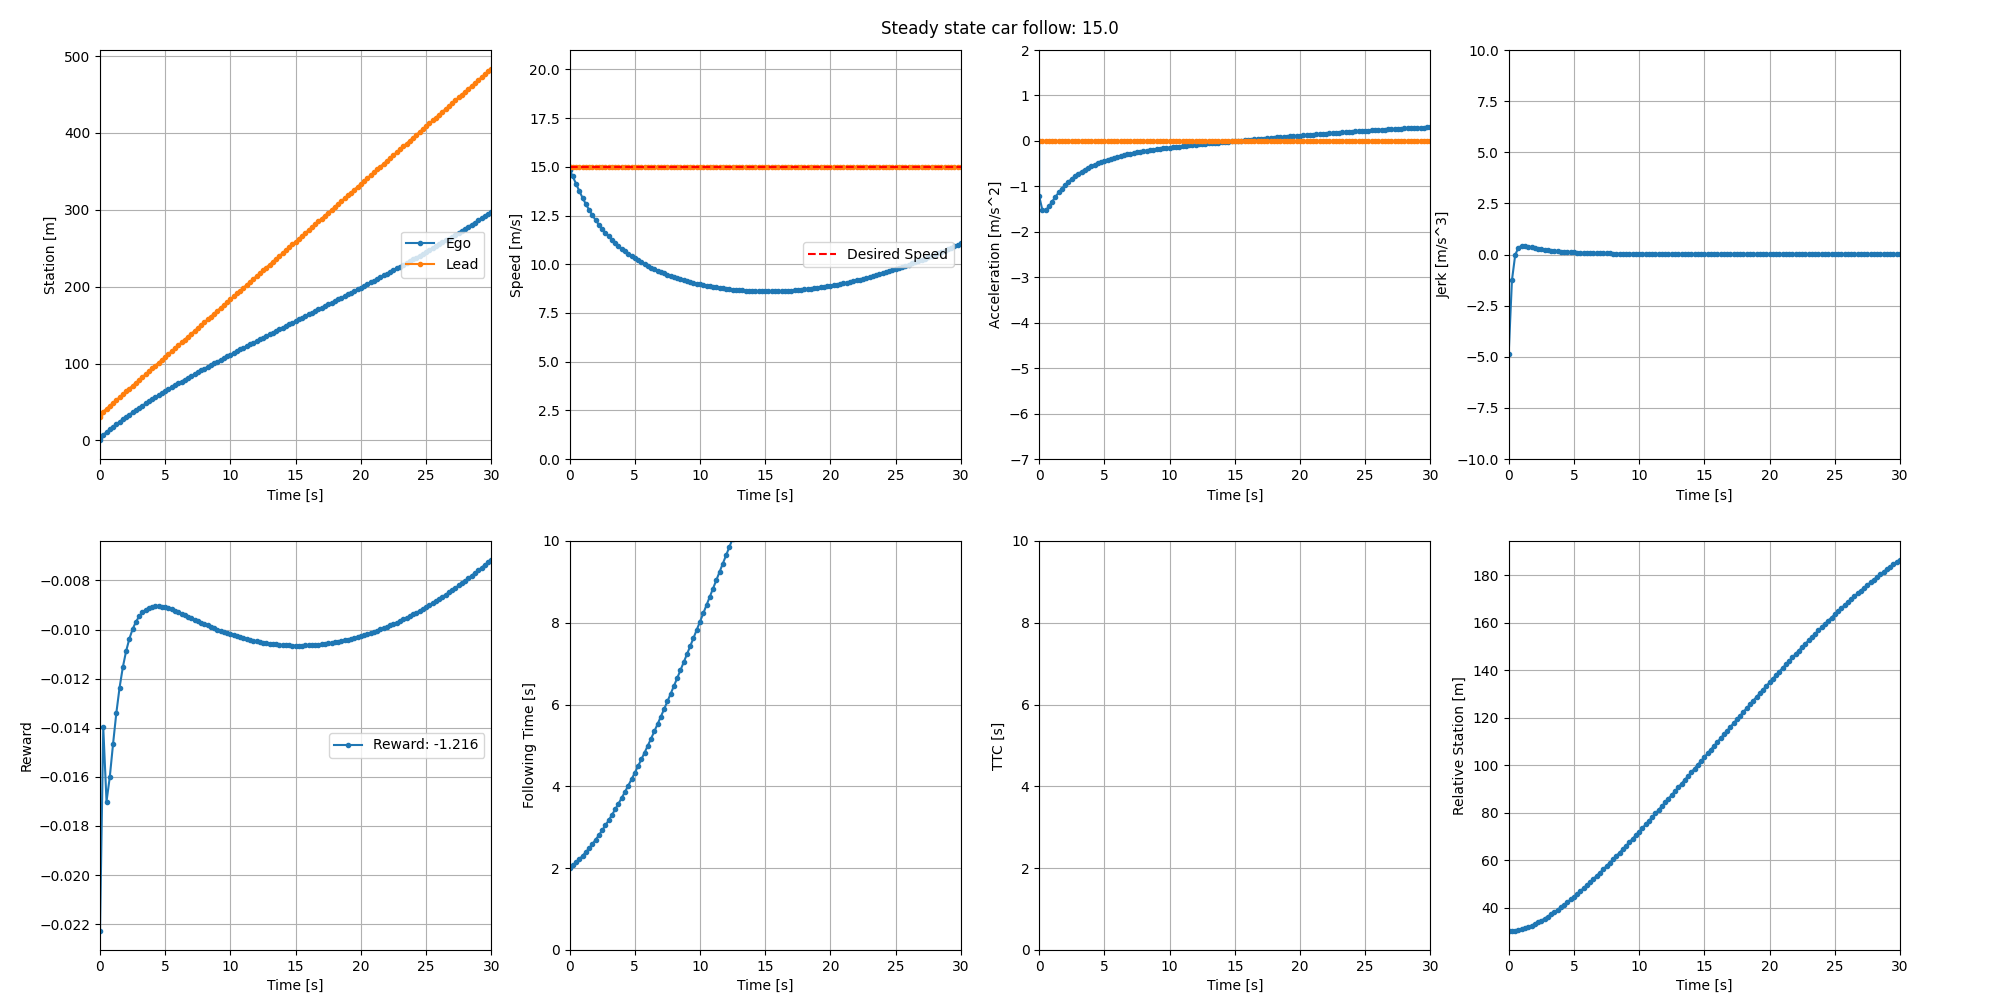 Steady state car follow: 15.0
500
400
300
200
100
0
Station [m]
Ego
Lead
0 5 10 15 20 25 30
Time [s]
20.0
17.5
15.0
12.5
10.0
7.5
5.0
2.5
0.0
Speed [m/s]
Desired Speed
0 5 10 15 20 25 30
Time [s]
2
1
0
−1
−2
−3
−4
−5
−6
−7
Acceleration [m/s^2]
0 5 10 15 20 25 30
Time [s]
10.0
7.5
5.0
2.5
0.0
−2.5
−5.0
−7.5
−10.0
Jerk [m/s^3]
0 5 10 15 20 25 30
Time [s]
−0.008
−0.010
−0.012
−0.014
−0.016
−0.018
−0.020
−0.022
Reward
Reward: -1.216
0 5 10 15 20 25 30
Time [s]
10
8
6
4
2
0
Following Time [s]
0 5 10 15 20 25 30
Time [s]
10
8
6
4
2
0
TTC [s]
0 5 10 15 20 25 30
Time [s]
180
160
140
120
100
80
60
40
Relative Station [m]
0 5 10 15 20 25 30
Time [s]